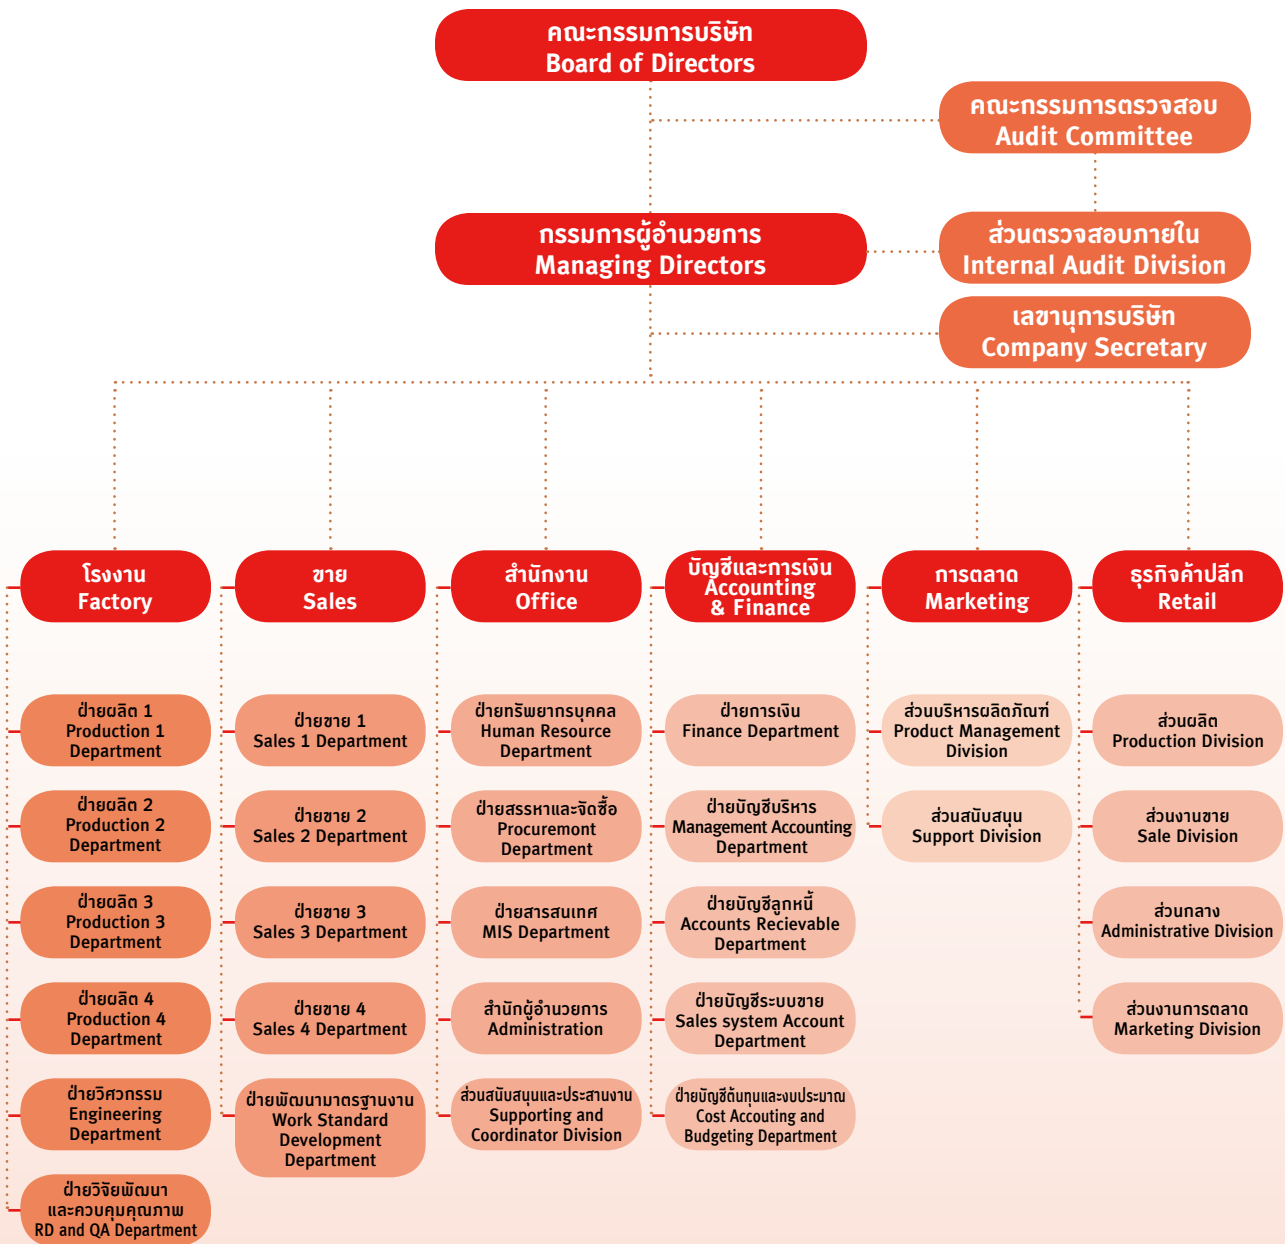 คณะกรรมการบริษัท
Board of Directors
คณะกรรมการตรวจสอบ
Audit Committee
กรรมการผู้อำนวยการ
Managing Directors
ส่วนตรวจสอบภายใน
Internal Audit Division
เลขานุการบริษัท
Company Secretary
โรงงาน
Factory
ขาย
Sales
สำนักงาน
Office
บัญชีและการเงิน
Accounting
& Finance
การตลาด
Marketing
ธุรกิจค้าปลีก
Retail
ฝ่ายผลิต 1
Production 1
Department
ฝ่ายขาย 1
Sales 1 Department
ฝ่ายทรัพยากรบุคคล
Human Resource
Department
ฝ่ายการเงิน
Finance Department
ส่วนบริหารผลิตภัณฑ์
Product Management
Division
ส่วนผลิต
Production Division
ฝ่ายผลิต 2
Production 2
Department
ฝ่ายขาย 2
Sales 2 Department
ฝ่ายสรรหาและจัดซื้อ
Procuremont
Department
ฝ่ายบัญชีบริหาร
Management Accounting
Department
ส่วนสนับสนุน
Support Division
ส่วนงานขาย
Sale Division
ฝ่ายผลิต 3
Production 3
Department
ฝ่ายขาย 3
Sales 3 Department
ฝ่ายสารสนเทศ
MIS Department
ฝ่ายบัญชีลูกหนี้
Accounts Recievable
Department
ส่วนกลาง
Administrative Division
ฝ่ายผลิต 4
Production 4
Department
ฝ่ายขาย 4
Sales 4 Department
สำนักผู้อำนวยการ
Administration
ฝ่ายบัญชีระบบขาย
Sales system Account
Department
ส่วนงานการตลาด
Marketing Division
ฝ่ายวิศวกรรม
Engineering
Department
ฝ่ายพัฒนามาตรฐานงาน
Work Standard
Development
Department
ส่วนสนับสนุนและประสานงาน
Supporting and
Coordinator Division
ฝ่ายบัญชีต้นทุนและงบประมาณ
Cost Accouting and
Budgeting Department
ฝ่ายวิจัยพัฒนา
และควบคุมคุณภาพ
RD and QA Department